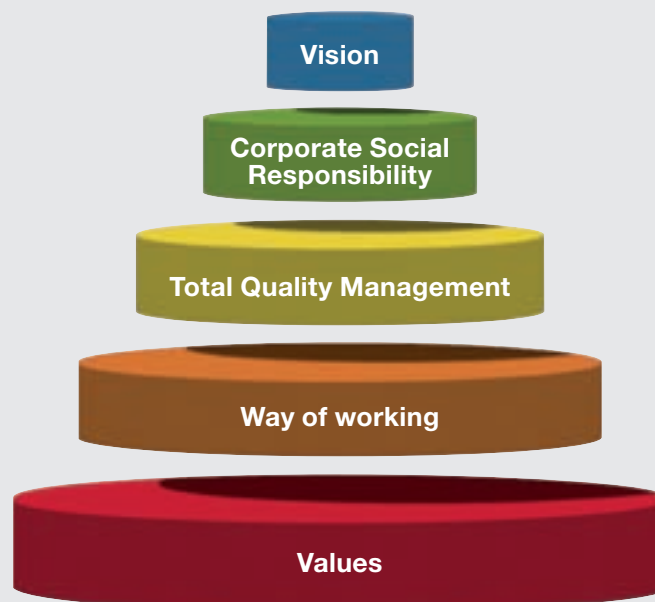 Vision
Corporate Social
Responsibility
Total Quality Management
Way of working
Values